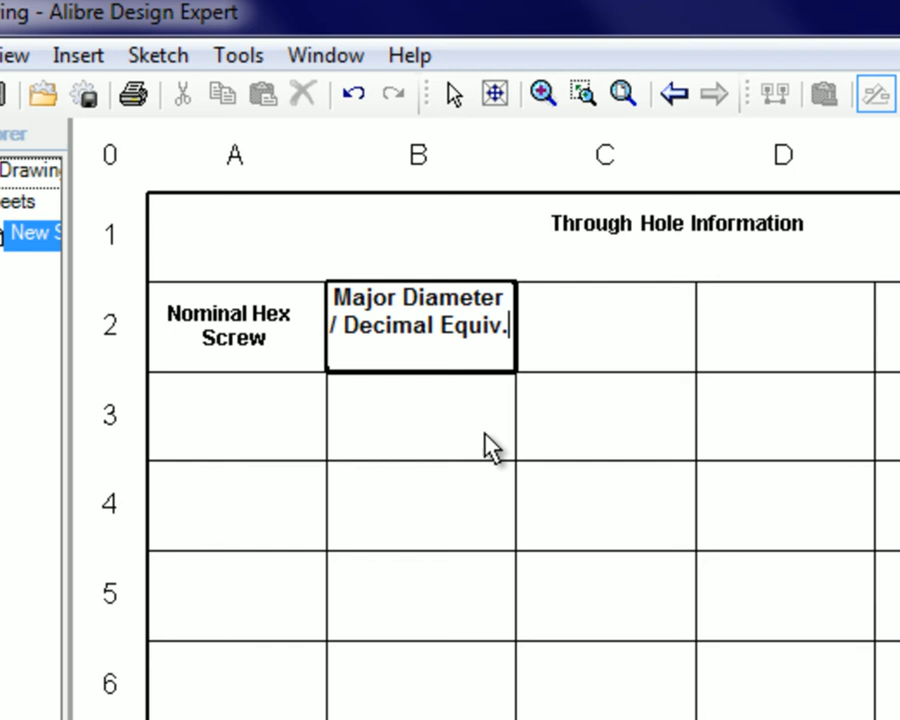 ing - Alibre Design Expert
iew Insert Sketch Tools Window Help
orer
Drawin
eets
New S
0 A B C D
1 Through Hole Information
2 Nominal Hex
Screw
Major Diameter
/ Decimal Equiv.
3
4
5
6